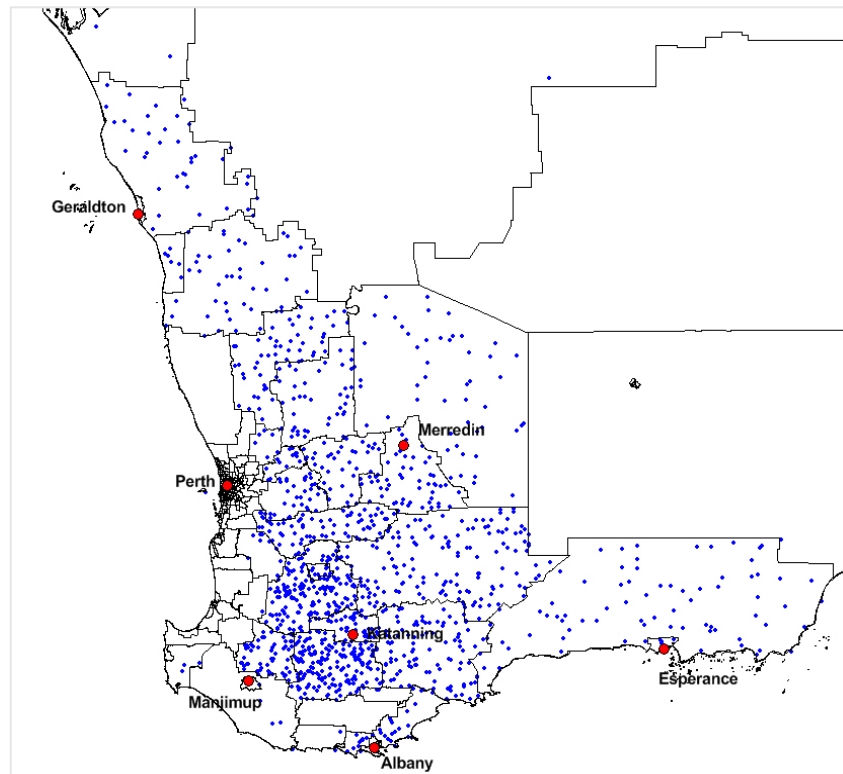 Geraldton
Merredin
Perth
Katanning
Esperance
Manjimup
Albany